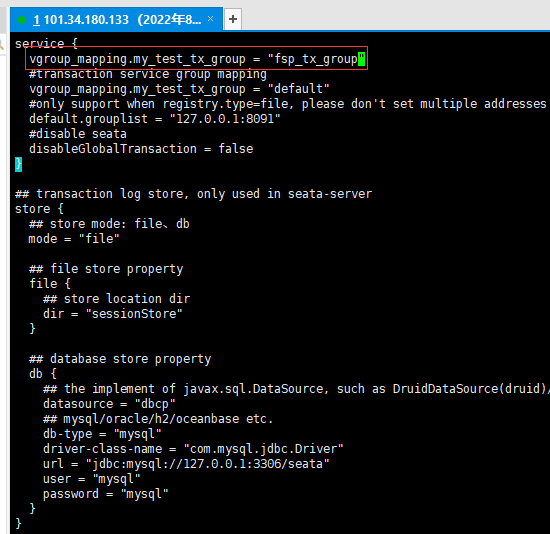 1 101.34.180.133 （2022年8... × +
service {
  vgroup_mapping.my_test_tx_group = "fsp_tx_group"
  #transaction service group mapping
  vgroup_mapping.my_test_tx_group = "default"
  #only support when registry.type=file, please don't set multiple addresses
  default.grouplist = "127.0.0.1:8091"
  #disable seata
  disableGlobalTransaction = false
}
## transaction log store, only used in seata-server
store {
  ## store mode: file、db
  mode = "file"
  ## file store property
  file {
    ## store location dir
    dir = "sessionStore"
  }
  ## database store property
  db {
    ## the implement of javax.sql.DataSource, such as DruidDataSource(druid)/
    datasource = "dbcp"
    ## mysql/oracle/h2/oceanbase etc.
    db-type = "mysql"
    driver-class-name = "com.mysql.jdbc.Driver"
    url = "jdbc:mysql://127.0.0.1:3306/seata"
    user = "mysql"
    password = "mysql"
  }
}